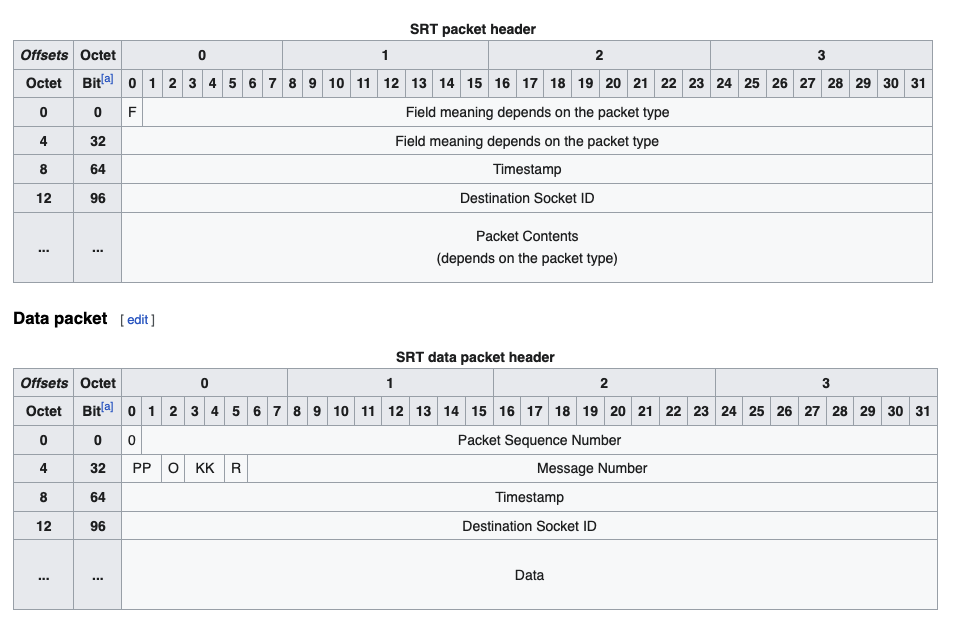 SRT packet header
Offsets Octet 0 1 2 3
Octet Bit[a] 0 1 2 3 4 5 6 7 8 9 10 11 12 13 14 15 16 17 18 19 20 21 22 23 24 25 26 27 28 29 30 31
0 0 F Field meaning depends on the packet type
4 32 Field meaning depends on the packet type
8 64 Timestamp
12 96 Destination Socket ID
... ... Packet Contents
(depends on the packet type)
Data packet [ edit ]
SRT data packet header
Offsets Octet 0 1 2 3
Octet Bit[a] 0 1 2 3 4 5 6 7 8 9 10 11 12 13 14 15 16 17 18 19 20 21 22 23 24 25 26 27 28 29 30 31
0 0 0 Packet Sequence Number
4 32 PP O KK R Message Number
8 64 Timestamp
12 96 Destination Socket ID
... ... Data